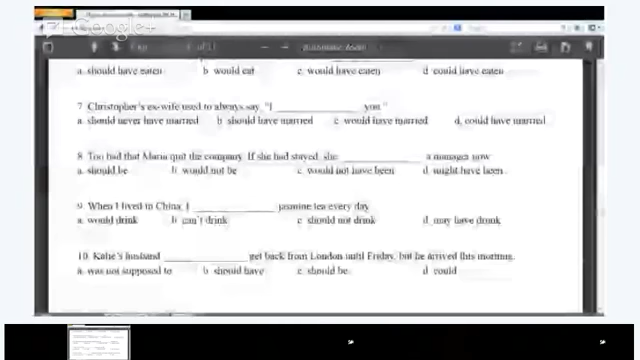 Google+
a. should have eaten b. would eat c. would have eaten d. could have eaten
7. Christopher's ex-wife used to always say, "I ____________ you."
a. should never have married b. should have married c. would have married d. could have married
8. Too bad that Maria quit the company. If she had stayed, she ____________ a manager now.
a. should be b. would not be c. would not have been d. might have been
9. When I lived in China, I ____________ jasmine tea every day.
a. would drink b. can't drink c. should not drink d. may have drunk
10. Katie's husband ____________ get back from London until Friday, but he arrived this morning.
a. was not supposed to b. should have c. should be d. could